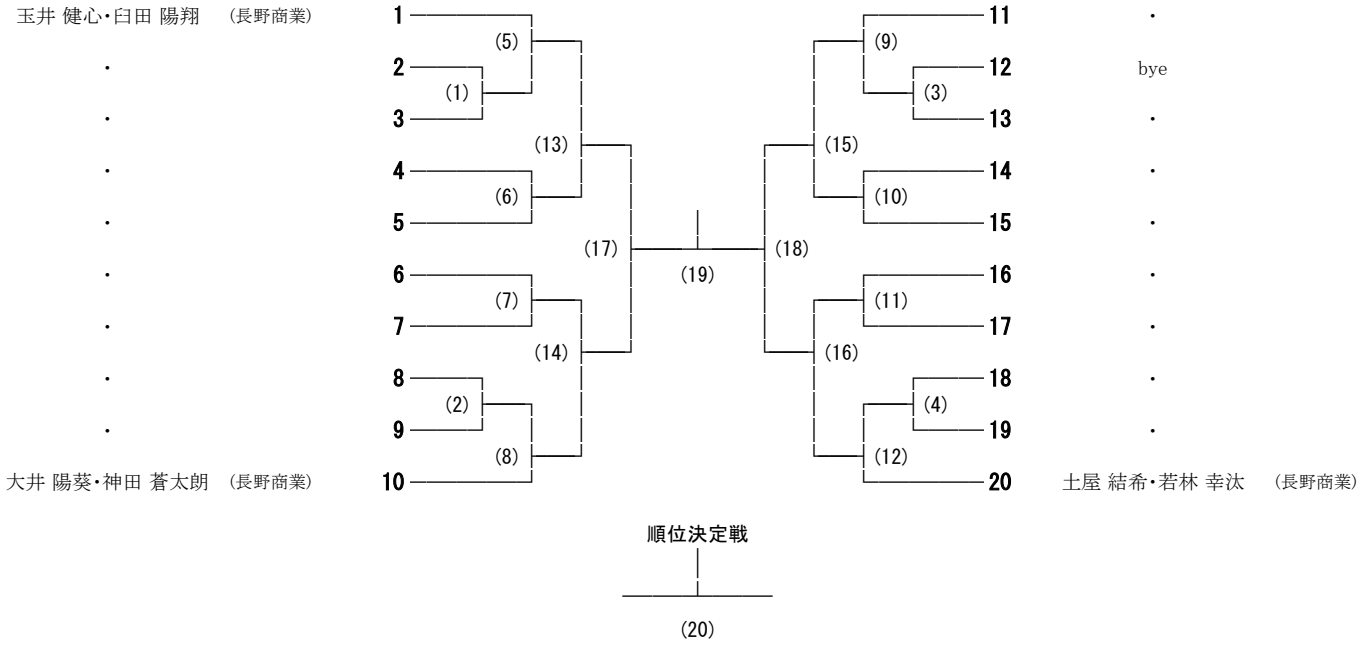 玉井 健心・臼田 陽翔 (長野商業) 1 11 ・
(5) (9)
・ 2 12 bye
(1) (3)
・ 3 13 ・
(13) (15)
・ 4 14 ・
(6) (10)
・ 5 15 ・
(17) (18)
(19)
・ 6 16 ・
(7) (11)
・ 7 17 ・
(14) (16)
・ 8 18 ・
(2) (4)
・ 9 19 ・
(8) (12)
大井 陽葵・神田 蒼太朗 (長野商業) 10 20 土屋 結希・若林 幸汰 (長野商業)
順位決定戦
(20)